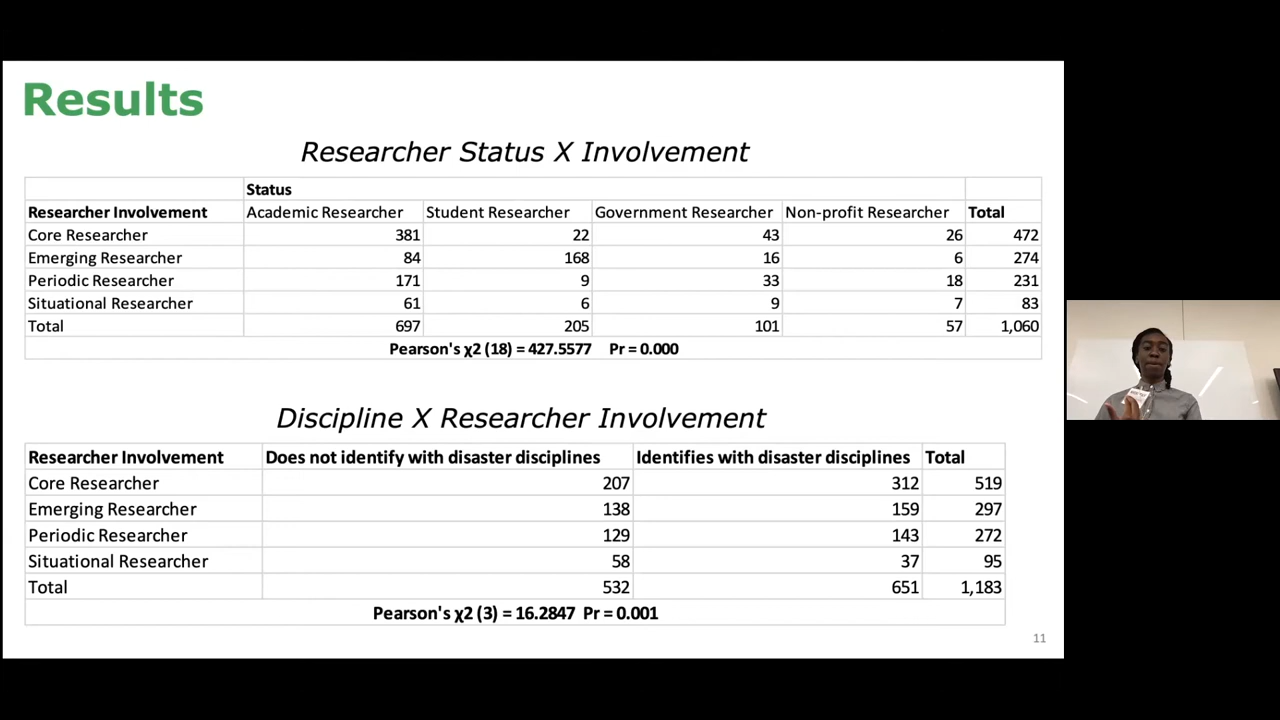 Results
Researcher Status X Involvement
Status
Researcher Involvement Academic Researcher Student Researcher Government Researcher Non-profit Researcher Total
Core Researcher 381 22 43 26 472
Emerging Researcher 84 168 16 6 274
Periodic Researcher 171 9 33 18 231
Situational Researcher 61 6 9 7 83
Total 697 205 101 57 1,060
Pearson's χ2 (18) = 427.5577 Pr = 0.000
Discipline X Researcher Involvement
Researcher Involvement Does not identify with disaster disciplines Identifies with disaster disciplines Total
Core Researcher 207 312 519
Emerging Researcher 138 159 297
Periodic Researcher 129 143 272
Situational Researcher 58 37 95
Total 532 651 1,183
Pearson's χ2 (3) = 16.2847 Pr = 0.001
11